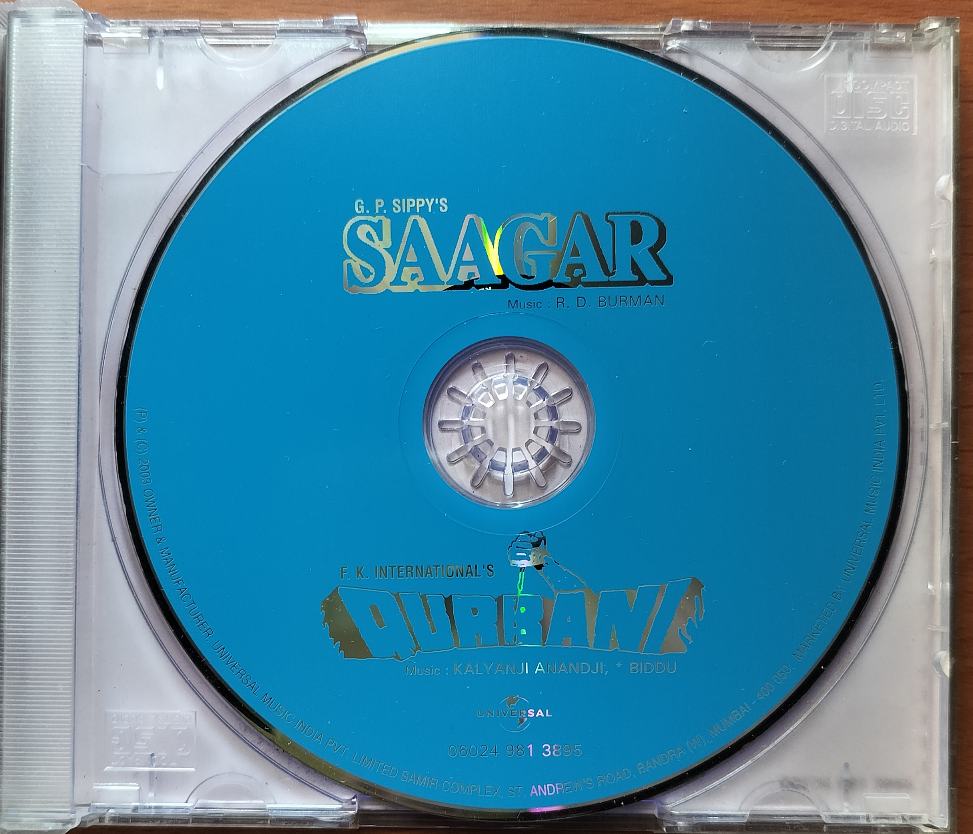 COMPACT
disc
DIGITAL AUDIO
G. P. SIPPY'S
SAAGAR
Music : R. D. BURMAN
F. K. INTERNATIONAL'S
QURBANI
Music : KALYANJI ANANDJI, * BIDDU
UNIVERSAL
06024 981 3895
(P) & (C) 2003 OWNER & MANUFACTURER: UNIVERSAL MUSIC INDIA PVT. LIMITED SAMIR COMPLEX, ST. ANDREW'S ROAD, BANDRA (W), MUMBAI - 400 050. MARKETED BY UNIVERSAL MUSIC INDIA PVT. LTD.